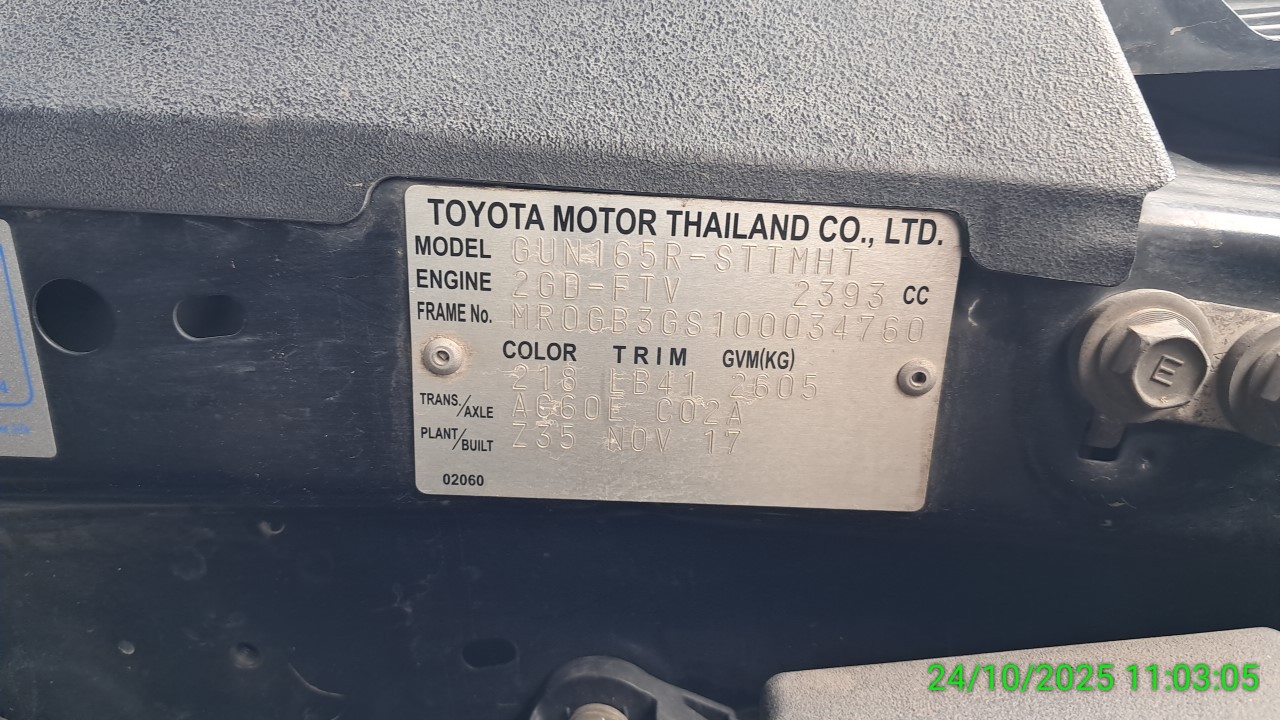 TOYOTA MOTOR THAILAND CO., LTD.
MODEL GUN165R-STTMHT
ENGINE 2GD-FTV 2393 CC
FRAME No. MR0GB3GS100034760
COLOR TRIM GVM(KG)
218 EB41 2605
TRANS./AXLE AC60E C02A
PLANT/BUILT Z35 NOV 17
02060
E
24/10/2025 11:03:05